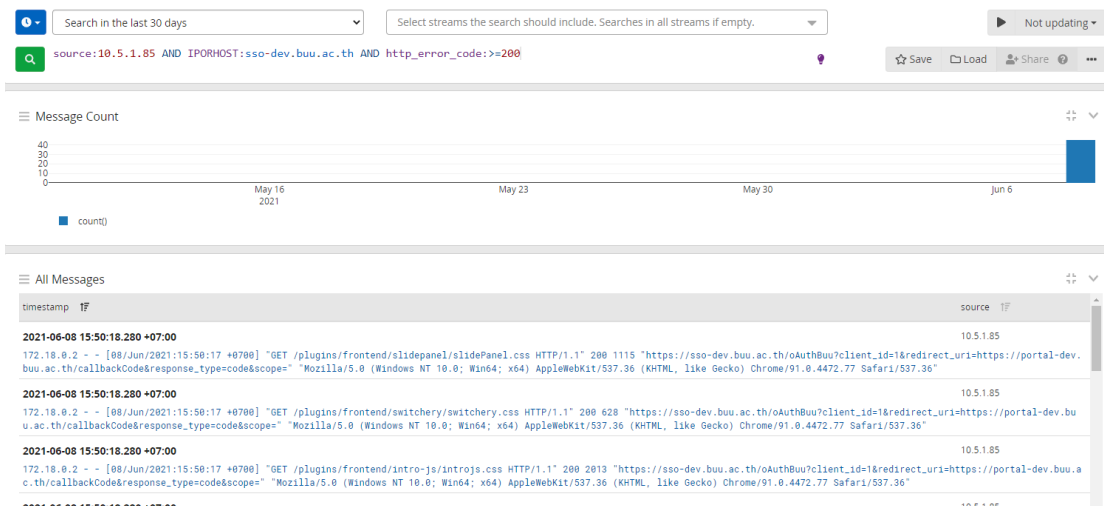 Search in the last 30 days
Select streams the search should include. Searches in all streams if empty.
Not updating
source:10.5.1.85 AND IPORHOST:sso-dev.buu.ac.th AND http_error_code:>=200
Save
Load
Share
Message Count
40
30
20
10
0
May 16
2021
May 23
May 30
Jun 6
count()
All Messages
timestamp
source
2021-06-08 15:50:18.280 +07:00
10.5.1.85
172.18.0.2 - - [08/Jun/2021:15:50:17 +0700] "GET /plugins/frontend/slidepanel/slidePanel.css HTTP/1.1" 200 1115 "https://sso-dev.buu.ac.th/oAuthBuu?client_id=1&redirect_uri=https://portal-dev.
buu.ac.th/callbackCode&response_type=code&scope=" "Mozilla/5.0 (Windows NT 10.0; Win64; x64) AppleWebKit/537.36 (KHTML, like Gecko) Chrome/91.0.4472.77 Safari/537.36"
2021-06-08 15:50:18.280 +07:00
10.5.1.85
172.18.0.2 - - [08/Jun/2021:15:50:17 +0700] "GET /plugins/frontend/switchery/switchery.css HTTP/1.1" 200 628 "https://sso-dev.buu.ac.th/oAuthBuu?client_id=1&redirect_uri=https://portal-dev.bu
u.ac.th/callbackCode&response_type=code&scope=" "Mozilla/5.0 (Windows NT 10.0; Win64; x64) AppleWebKit/537.36 (KHTML, like Gecko) Chrome/91.0.4472.77 Safari/537.36"
2021-06-08 15:50:18.280 +07:00
10.5.1.85
172.18.0.2 - - [08/Jun/2021:15:50:17 +0700] "GET /plugins/frontend/intro-js/introjs.css HTTP/1.1" 200 2013 "https://sso-dev.buu.ac.th/oAuthBuu?client_id=1&redirect_uri=https://portal-dev.buu.a
c.th/callbackCode&response_type=code&scope=" "Mozilla/5.0 (Windows NT 10.0; Win64; x64) AppleWebKit/537.36 (KHTML, like Gecko) Chrome/91.0.4472.77 Safari/537.36"